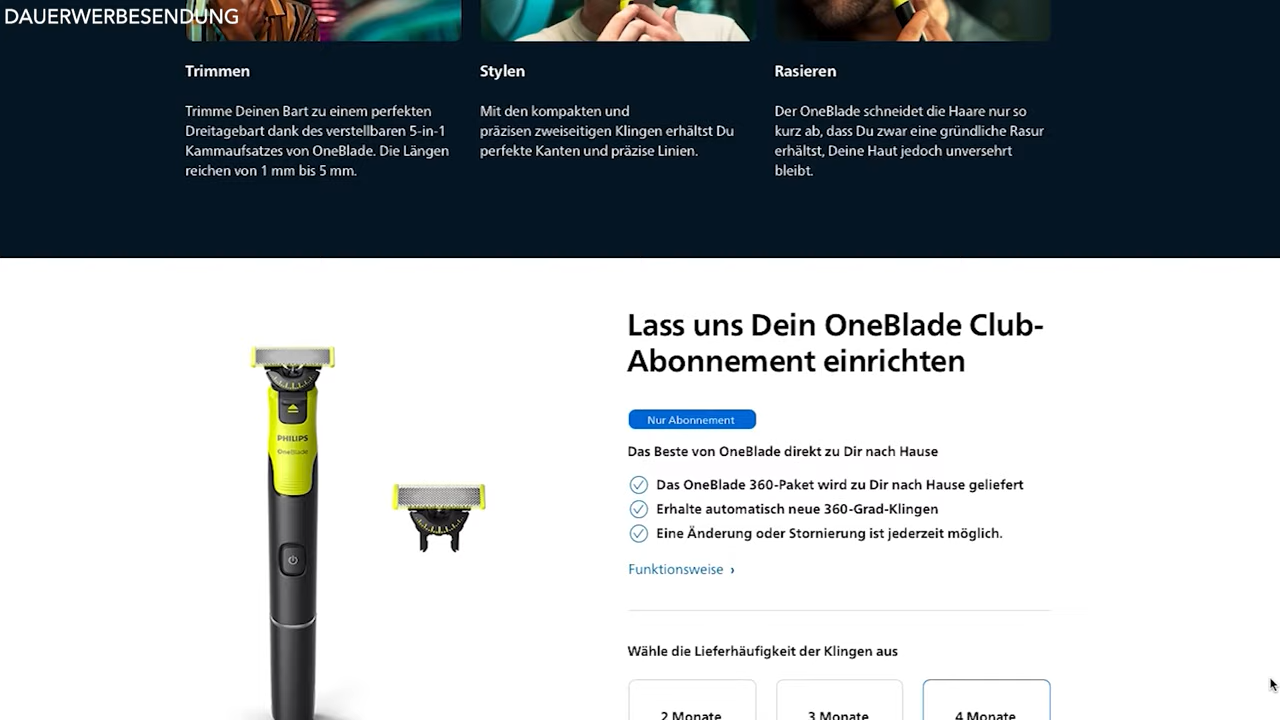 DAUERWERBESENDUNG
Trimmen
Trimme Deinen Bart zu einem perfekten
Dreitagebart dank des verstellbaren 5-in-1
Kammaufsatzes von OneBlade. Die Längen
reichen von 1 mm bis 5 mm.
Stylen
Mit den kompakten und
präzisen zweiseitigen Klingen erhältst Du
perfekte Kanten und präzise Linien.
Rasieren
Der OneBlade schneidet die Haare nur so
kurz ab, dass Du zwar eine gründliche Rasur
erhältst, Deine Haut jedoch unversehrt
bleibt.
PHILIPS
OneBlade
Lass uns Dein OneBlade Club-
Abonnement einrichten
Nur Abonnement
Das Beste von OneBlade direkt zu Dir nach Hause
Das OneBlade 360-Paket wird zu Dir nach Hause geliefert
Erhalte automatisch neue 360-Grad-Klingen
Eine Änderung oder Stornierung ist jederzeit möglich.
Funktionsweise ›
Wähle die Lieferhäufigkeit der Klingen aus
2 Monate
3 Monate
4 Monate